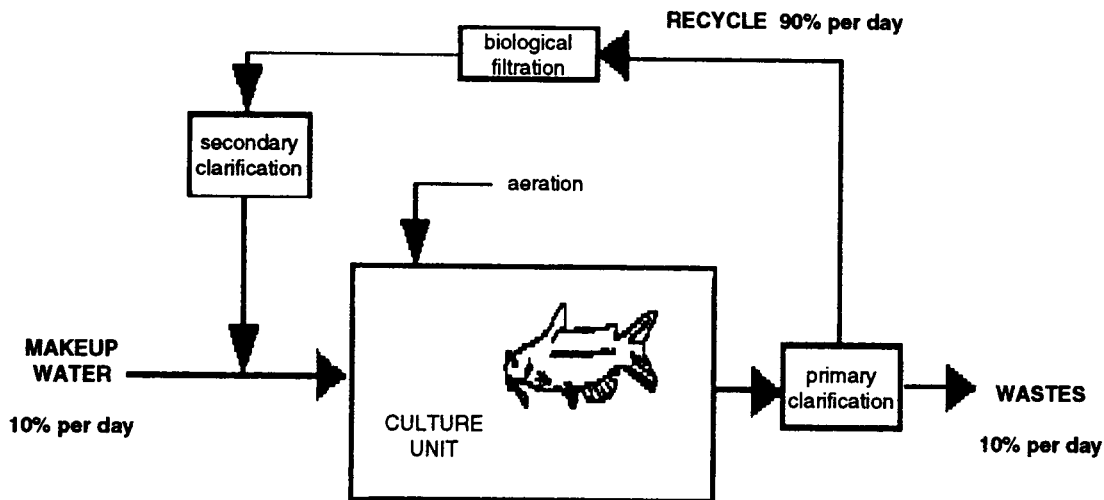 RECYCLE 90% per day
biological
filtration
secondary
clarification
aeration
MAKEUP
WATER
10% per day
CULTURE
UNIT
primary
clarification
WASTES
10% per day